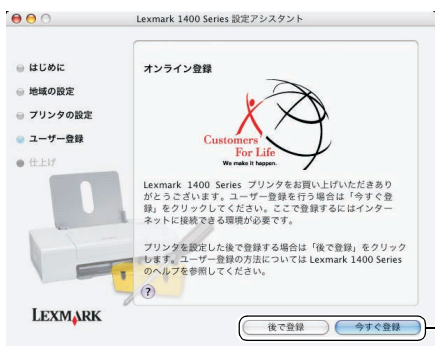 Lexmark 1400 Series 設定アシスタント
はじめに
地域の設定
プリンタの設定
ユーザー登録
仕上げ
オンライン登録
Customers
For Life
We make it happen.
Lexmark 1400 Series プリンタをお買い上げいただきあり
がとうございます。ユーザー登録を行う場合は「今すぐ登
録」をクリックしてください。ここで登録するにはインター
ネットに接続できる環境が必要です。
プリンタを設定した後で登録する場合は「後で登録」をクリック
します。ユーザー登録の方法については Lexmark 1400 Series
のヘルプを参照してください。
?
LEXMARK
後で登録
今すぐ登録